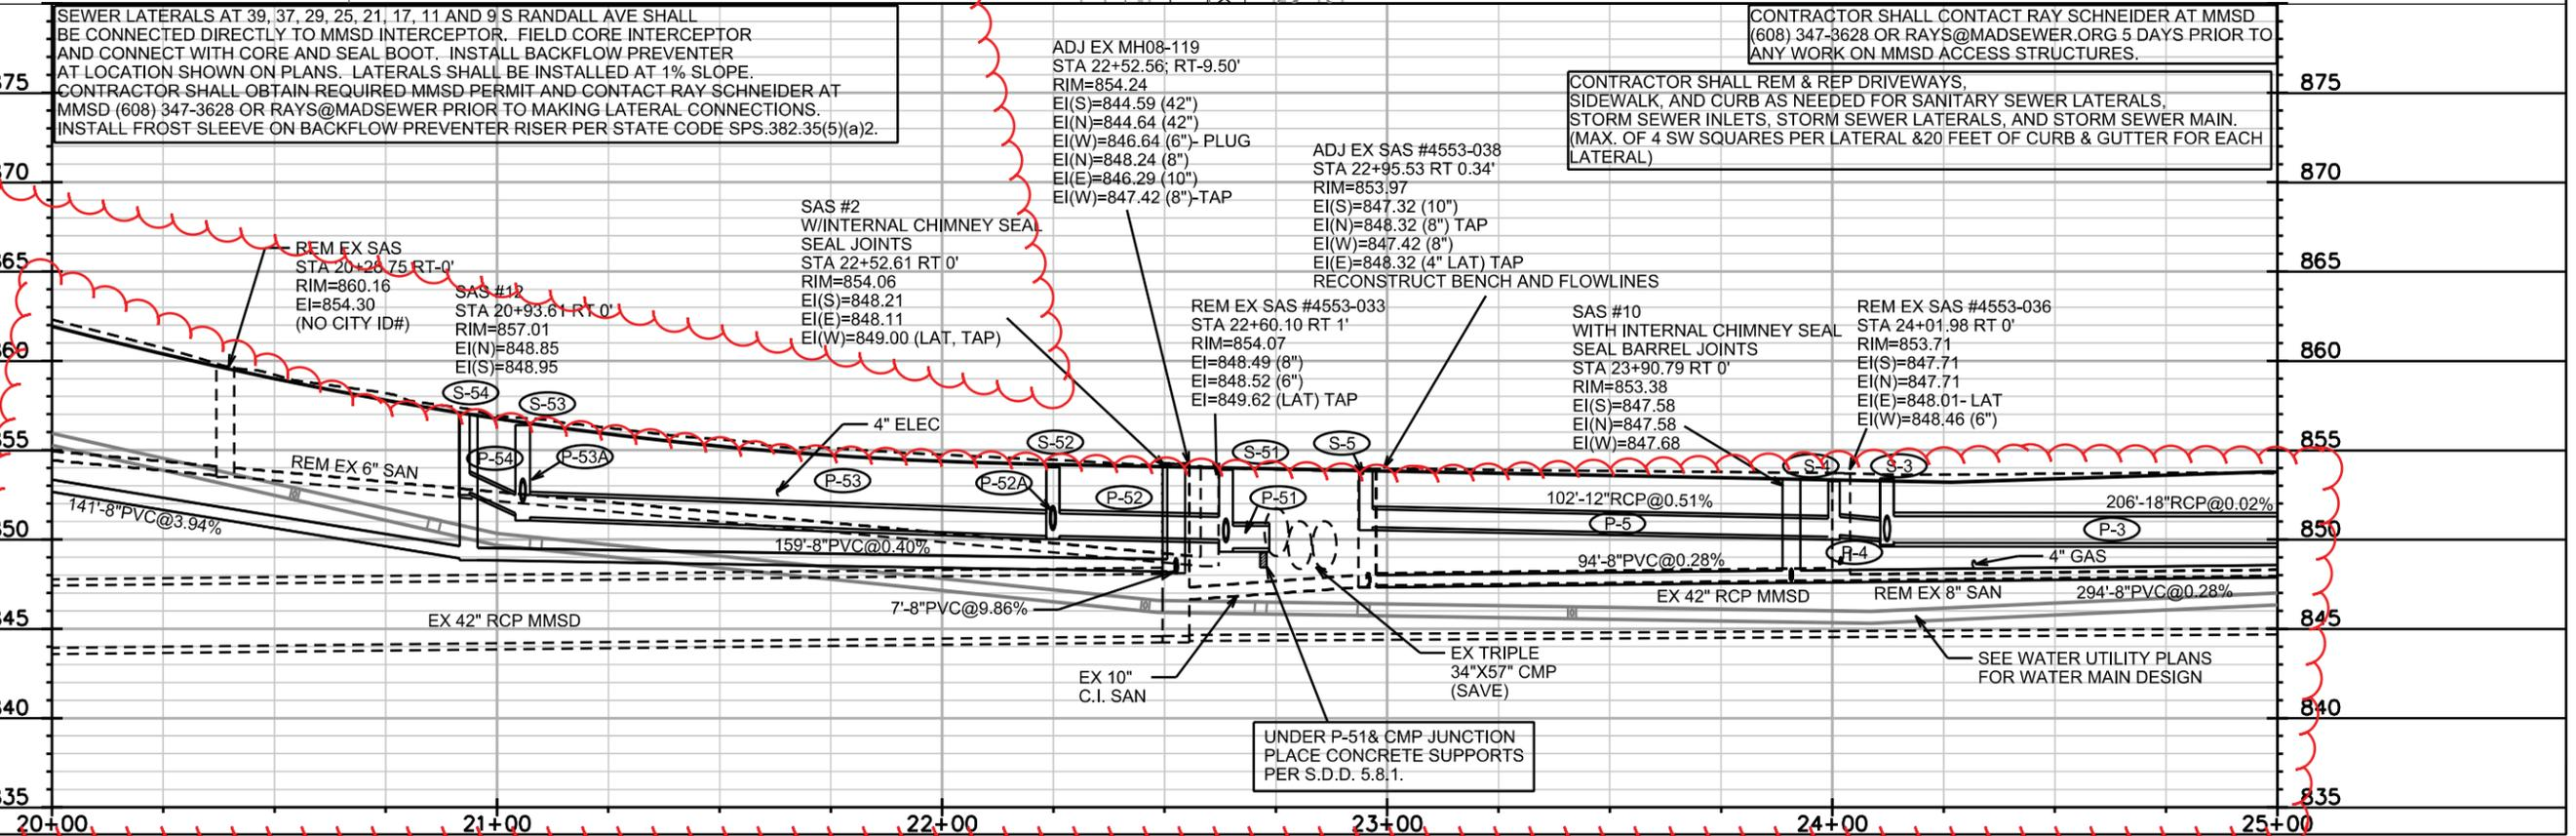 SEWER LATERALS AT 39, 37, 29, 25, 21, 17, 11 AND 9 S RANDALL AVE SHALL
BE CONNECTED DIRECTLY TO MMSD INTERCEPTOR. FIELD CORE INTERCEPTOR
AND CONNECT WITH CORE AND SEAL BOOT. INSTALL BACKFLOW PREVENTER
AT LOCATION SHOWN ON PLANS. LATERALS SHALL BE INSTALLED AT 1% SLOPE.
CONTRACTOR SHALL OBTAIN REQUIRED MMSD PERMIT AND CONTACT RAY SCHNEIDER AT
MMSD (608) 347-3628 OR RAYS@MADSEWER PRIOR TO MAKING LATERAL CONNECTIONS.
INSTALL FROST SLEEVE ON BACKFLOW PREVENTER RISER PER STATE CODE SPS.382.35(5)(a)2.
CONTRACTOR SHALL CONTACT RAY SCHNEIDER AT MMSD
(608) 347-3628 OR RAYS@MADSEWER.ORG 5 DAYS PRIOR TO
ANY WORK ON MMSD ACCESS STRUCTURES.
CONTRACTOR SHALL REM & REP DRIVEWAYS,
SIDEWALK, AND CURB AS NEEDED FOR SANITARY SEWER LATERALS,
STORM SEWER INLETS, STORM SEWER LATERALS, AND STORM SEWER MAIN.
(MAX. OF 4 SW SQUARES PER LATERAL &20 FEET OF CURB & GUTTER FOR EACH
LATERAL)
ADJ EX MH08-119
STA 22+52.56; RT-9.50'
RIM=854.24
EI(S)=844.59 (42")
EI(N)=844.64 (42")
EI(W)=846.64 (6")- PLUG
EI(N)=848.24 (8")
EI(E)=846.29 (10")
EI(W)=847.42 (8")-TAP
ADJ EX SAS #4553-038
STA 22+95.53 RT 0.34'
RIM=853.97
EI(S)=847.32 (10")
EI(N)=848.32 (8") TAP
EI(W)=847.42 (8")
EI(E)=848.32 (4" LAT) TAP
RECONSTRUCT BENCH AND FLOWLINES
SAS #2
W/INTERNAL CHIMNEY SEAL
SEAL JOINTS
STA 22+52.61 RT 0'
RIM=854.06
EI(S)=848.21
EI(E)=848.11
EI(W)=849.00 (LAT, TAP)
REM EX SAS
STA 20+28.75 RT-0'
RIM=860.16
EI=854.30
(NO CITY ID#)
SAS #12
STA 20+93.61 RT 0'
RIM=857.01
EI(N)=848.85
EI(S)=848.95
REM EX SAS #4553-033
STA 22+60.10 RT 1'
RIM=854.07
EI=848.49 (8")
EI=848.52 (6")
EI=849.62 (LAT) TAP
SAS #10
WITH INTERNAL CHIMNEY SEAL
SEAL BARREL JOINTS
STA 23+90.79 RT 0'
RIM=853.38
EI(S)=847.58
EI(N)=847.58
EI(W)=847.68
REM EX SAS #4553-036
STA 24+01.98 RT 0'
RIM=853.71
EI(S)=847.71
EI(N)=847.71
EI(E)=848.01- LAT
EI(W)=848.46 (6")
S-54
S-53
S-52
S-51
S-5
S-4
S-3
P-54
P-53A
P-53
P-52A
P-52
P-51
P-5
P-4
P-3
4" ELEC
REM EX 6" SAN
141'-8"PVC@3.94%
159'-8"PVC@0.40%
102'-12"RCP@0.51%
206'-18"RCP@0.02%
94'-8"PVC@0.28%
4" GAS
7'-8"PVC@9.86%
EX 42" RCP MMSD
EX 42" RCP MMSD
REM EX 8" SAN
294'-8"PVC@0.28%
EX 10"
C.I. SAN
EX TRIPLE
34"X57" CMP
(SAVE)
SEE WATER UTILITY PLANS
FOR WATER MAIN DESIGN
UNDER P-51& CMP JUNCTION
PLACE CONCRETE SUPPORTS
PER S.D.D. 5.8.1.
875
870
865
860
855
850
845
840
835
875
70
65
60
55
50
45
40
35
20+00
21+00
22+00
23+00
24+00
25+00